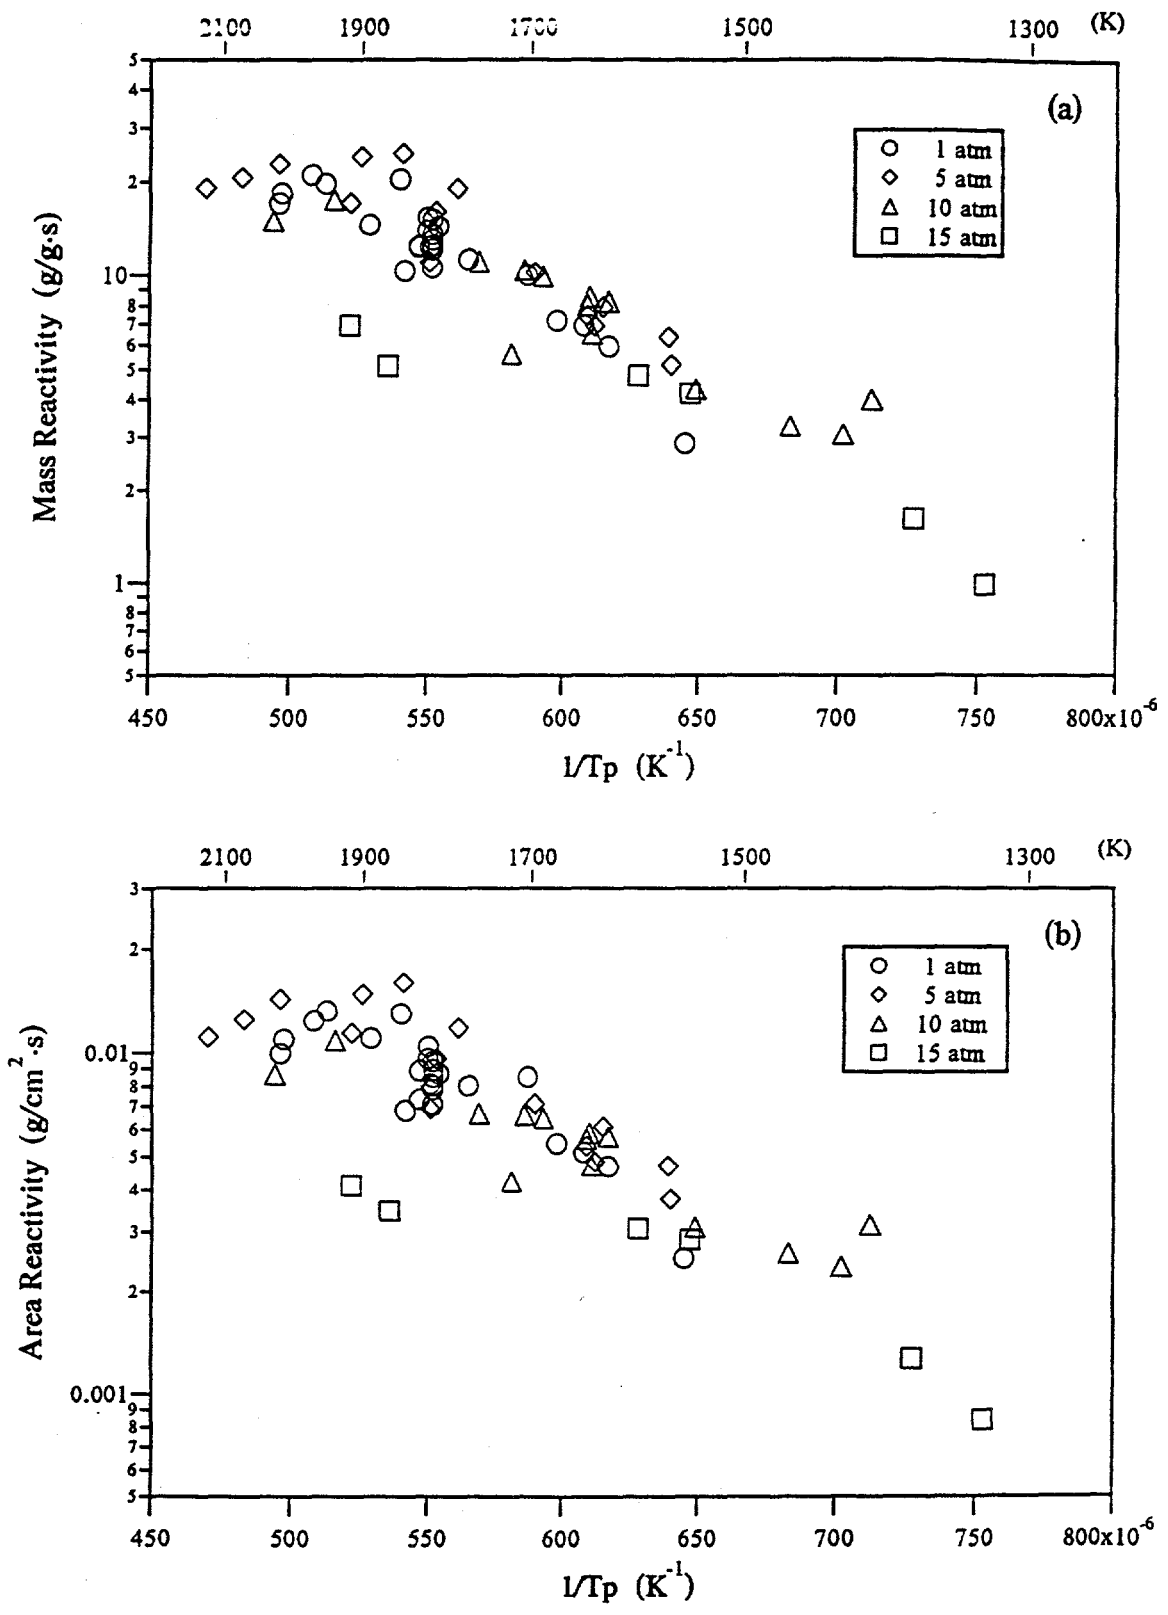 2100 1900 1700 1500 1300 (K)
(a)
1 atm
5 atm
10 atm
15 atm
5
4
3
2
10
8
7
6
5
4
3
2
1
8
7
6
5
Mass Reactivity (g/g·s)
450 500 550 600 650 700 750 800x10⁻⁶
1/Tp (K⁻¹)
2100 1900 1700 1500 1300 (K)
(b)
1 atm
5 atm
10 atm
15 atm
3
2
0.01
9
8
7
6
5
4
3
2
0.001
9
8
7
6
5
Area Reactivity (g/cm²·s)
450 500 550 600 650 700 750 800x10⁻⁶
1/Tp (K⁻¹)